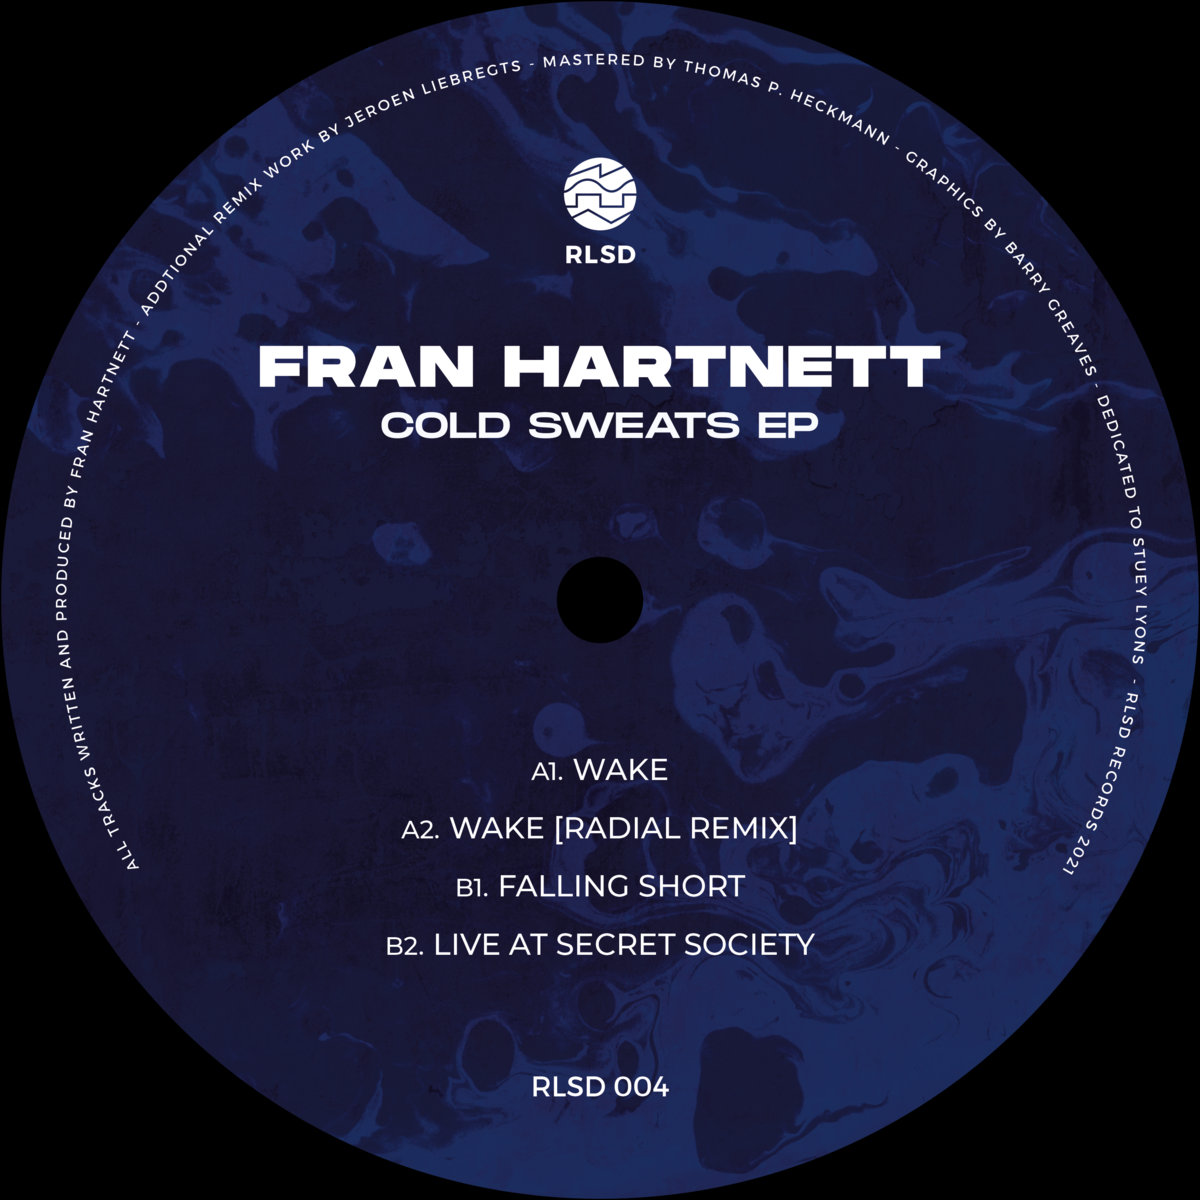 ALL TRACKS WRITTEN AND PRODUCED BY FRAN HARTNETT - ADDTIONAL REMIX WORK BY JEROEN LIEBREGTS - MASTERED BY THOMAS P. HECKMANN - GRAPHICS BY BARRY GREAVES - DEDICATED TO STUEY LYONS - RLSD RECORDS 2021
RLSD
FRAN HARTNETT
COLD SWEATS EP
A1. WAKE
A2. WAKE [RADIAL REMIX]
B1. FALLING SHORT
B2. LIVE AT SECRET SOCIETY
RLSD 004